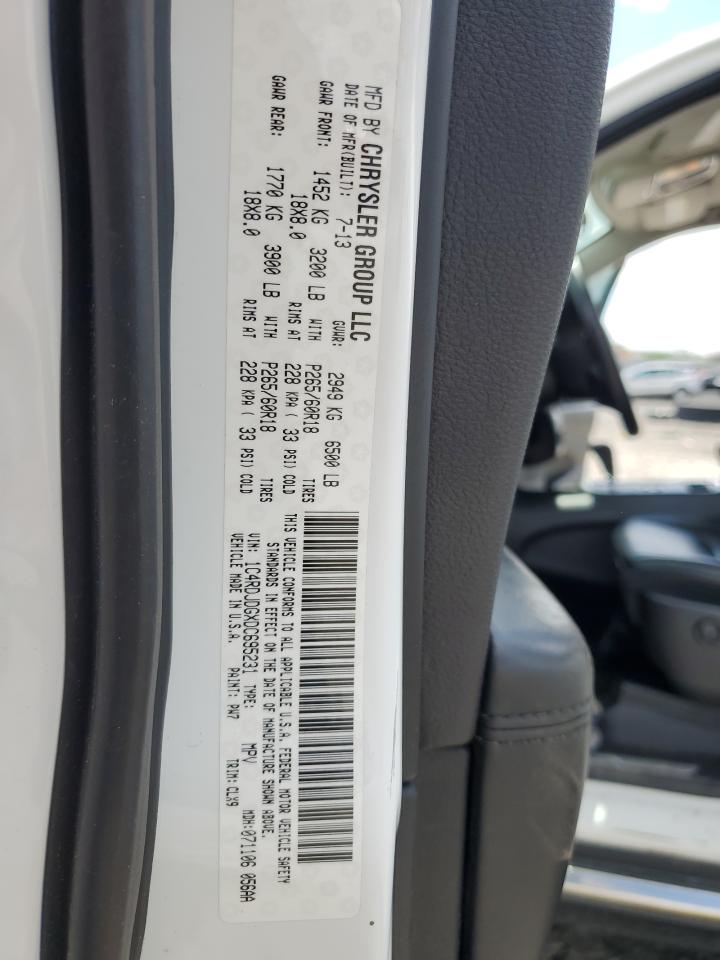 MFD BY CHRYSLER GROUP LLC
DATE OF MFR(BUILT): 7-13 GVWR: 2949 KG 6500 LB
GAWR FRONT: 1452 KG 3200 LB WITH P265/60R18 TIRES
18X8.0 RIMS AT 228 KPA ( 33 PSI) COLD
GAWR REAR: 1770 KG 3900 LB WITH P265/60R18 TIRES
18X8.0 RIMS AT 228 KPA ( 33 PSI) COLD
THIS VEHICLE CONFORMS TO ALL APPLICABLE U.S.A. FEDERAL MOTOR VEHICLE SAFETY
STANDARDS IN EFFECT ON THE DATE OF MANUFACTURE SHOWN ABOVE.
VIN: 1C4RDJDGXDC695231 TYPE: MPV MDH:071106 056AA
VEHICLE MADE IN U.S.A. PAINT: PW7 TRIM: CLX9